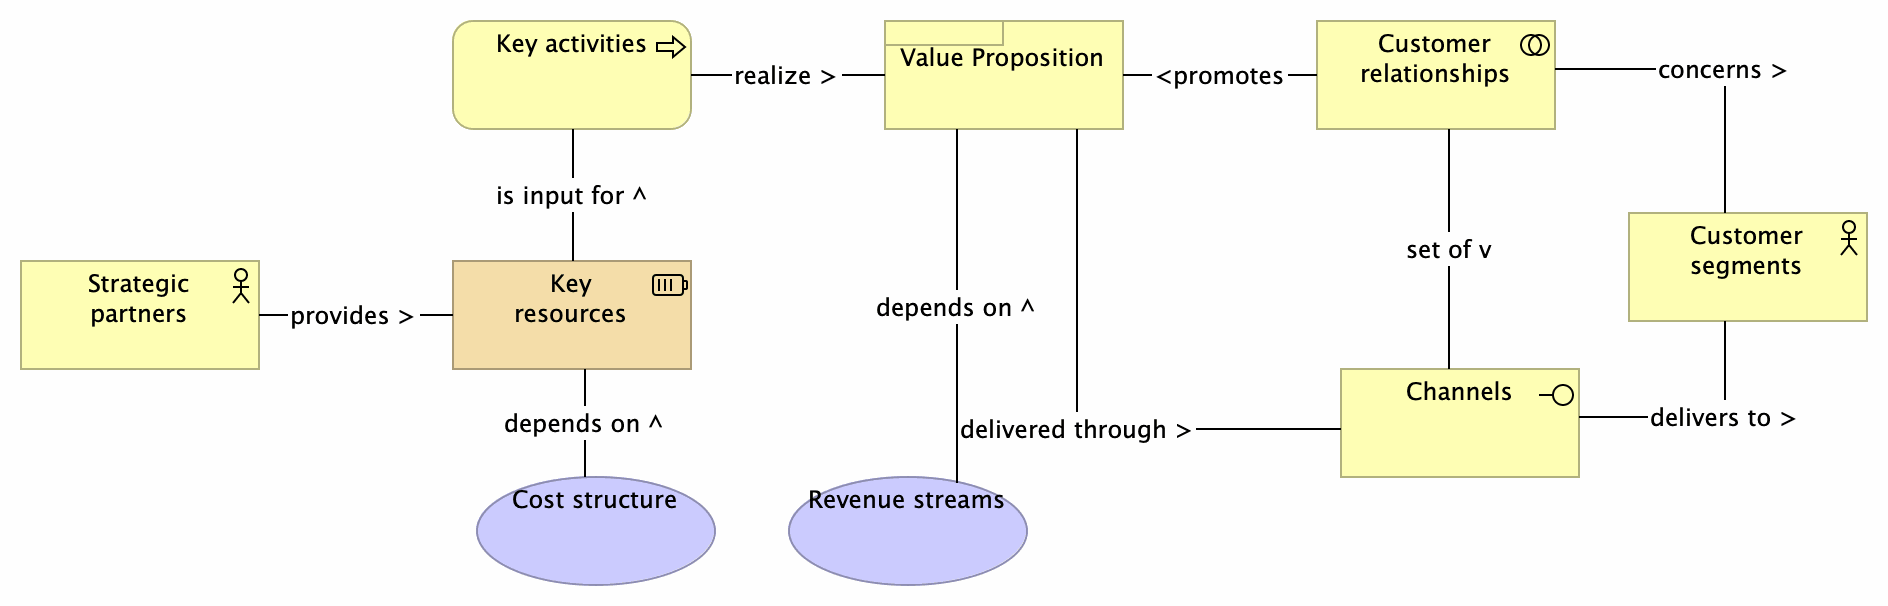 Key activities
realize >
Value Proposition
<promotes
Customer
relationships
concerns >
is input for ^
set of v
Customer
segments
Strategic
partners
provides >
Key
resources
depends on ^
depends on ^
delivered through >
Channels
delivers to >
Cost structure
Revenue streams